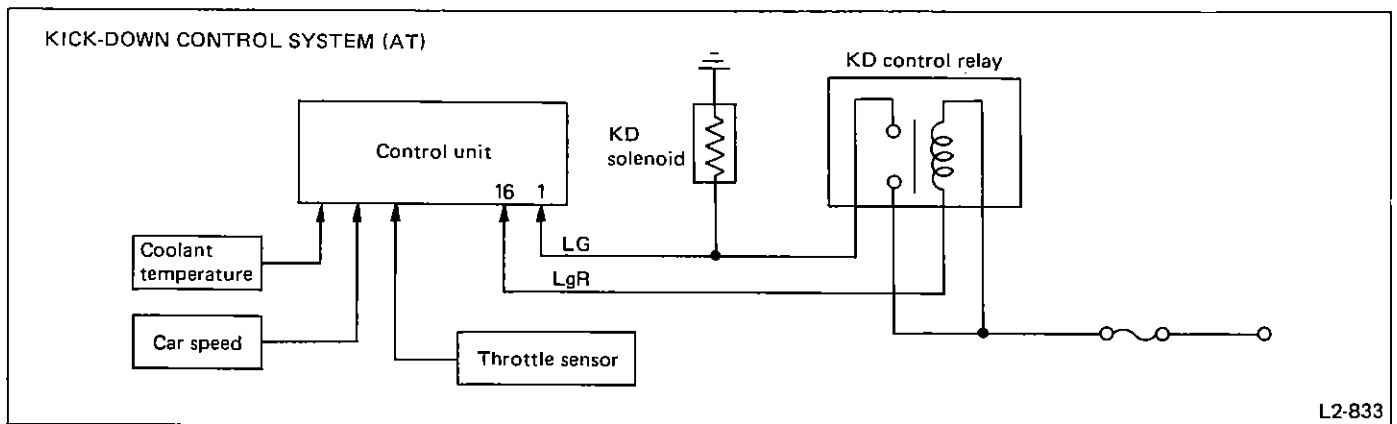 KICK-DOWN CONTROL SYSTEM (AT)
KD control relay
Control unit
KD
solenoid
16 1
LG
LgR
Coolant
temperature
Car speed
Throttle sensor
L2-833